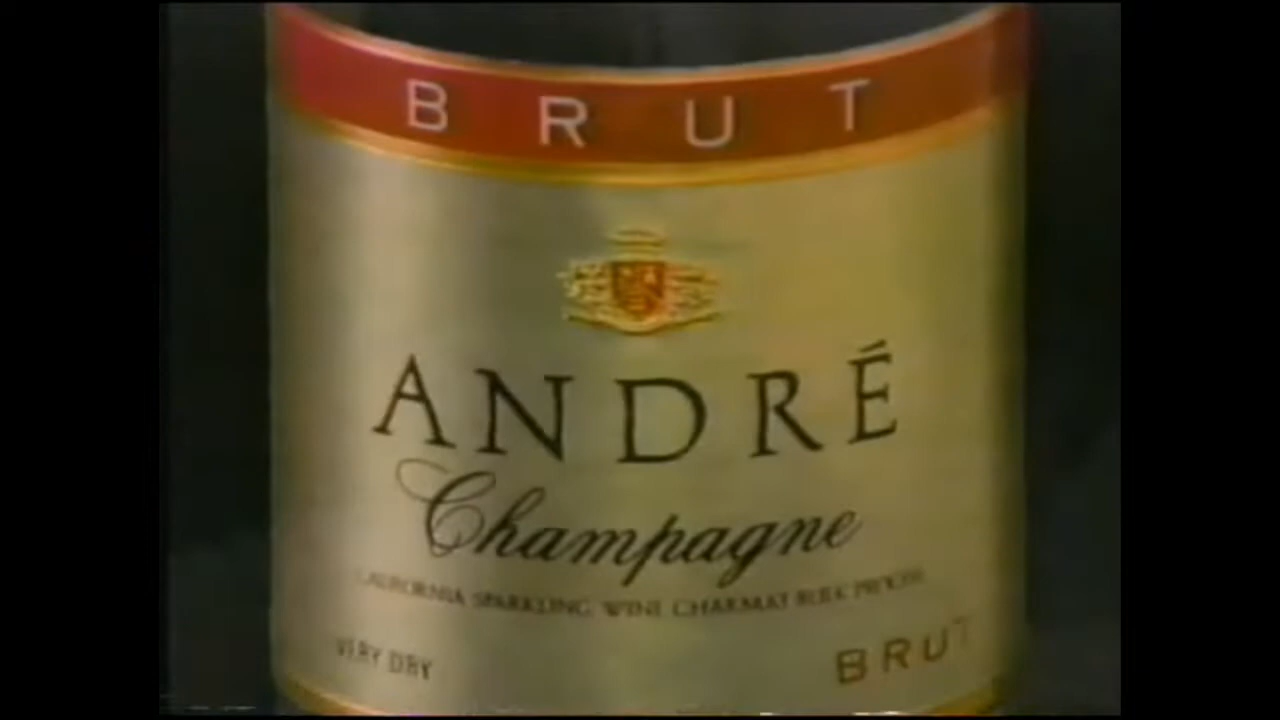 BRUT
ANDRÉ
Champagne
CALIFORNIA SPARKLING WINE CHARMAT BULK PROCESS
VERY DRY
BRUT